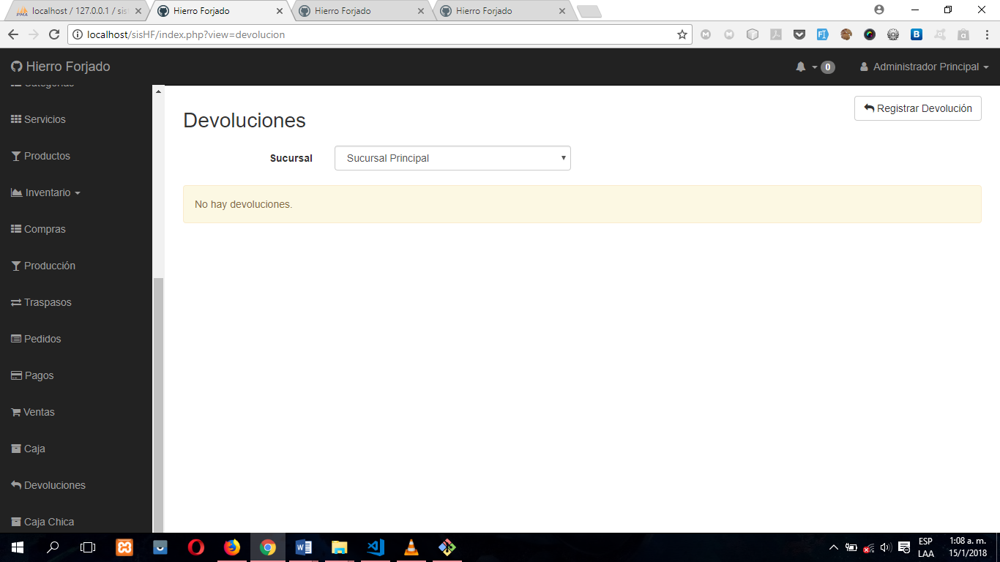 localhost / 127.0.0.1 / sis
Hierro Forjado
Hierro Forjado
Hierro Forjado
localhost/sisHF/index.php?view=devolucion
Hierro Forjado
0
Administrador Principal
Categorías
Servicios
Productos
Inventario
Compras
Producción
Traspasos
Pedidos
Pagos
Ventas
Caja
Devoluciones
Caja Chica
Registrar Devolución
Devoluciones
Sucursal
Sucursal Principal
No hay devoluciones.
ESP
LAA
1:08 a. m.
15/1/2018